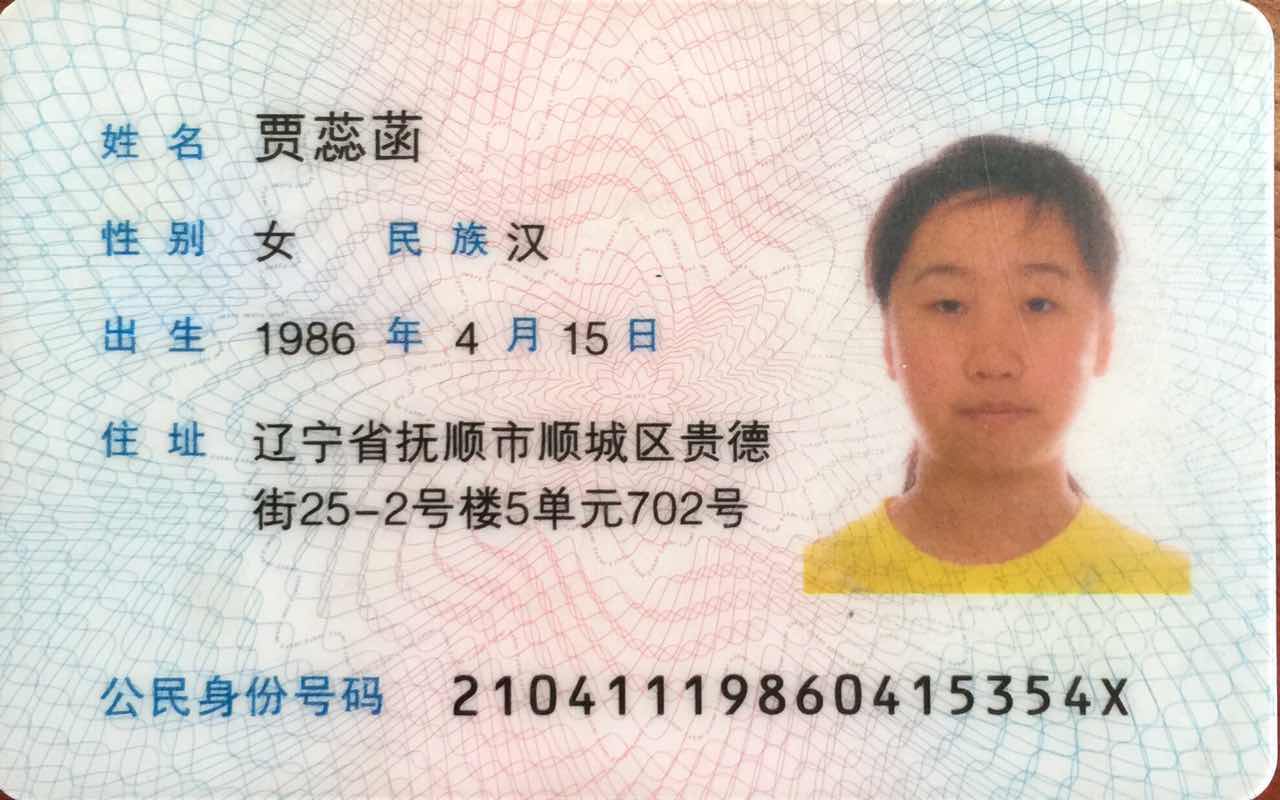 姓名 贾蕊菡
性别 女 民族 汉
出生 1986 年 4 月 15 日
住址 辽宁省抚顺市顺城区贵德
街25-2号楼5单元702号
公民身份号码 21041119860415354X